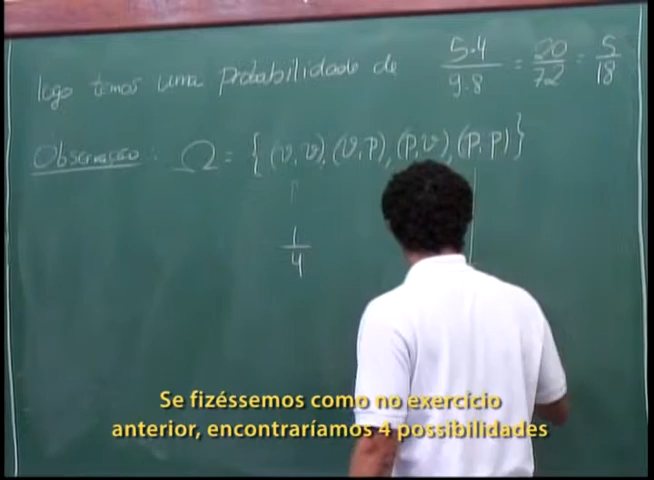 logo temos uma probabilidade de 5.4/9.8 = 20/72 = 5/18
Observação: Ω = {(v,v),(v,p),(p,v),(p,p)}
1/4
Se fizéssemos como no exercício
anterior, encontraríamos 4 possibilidades